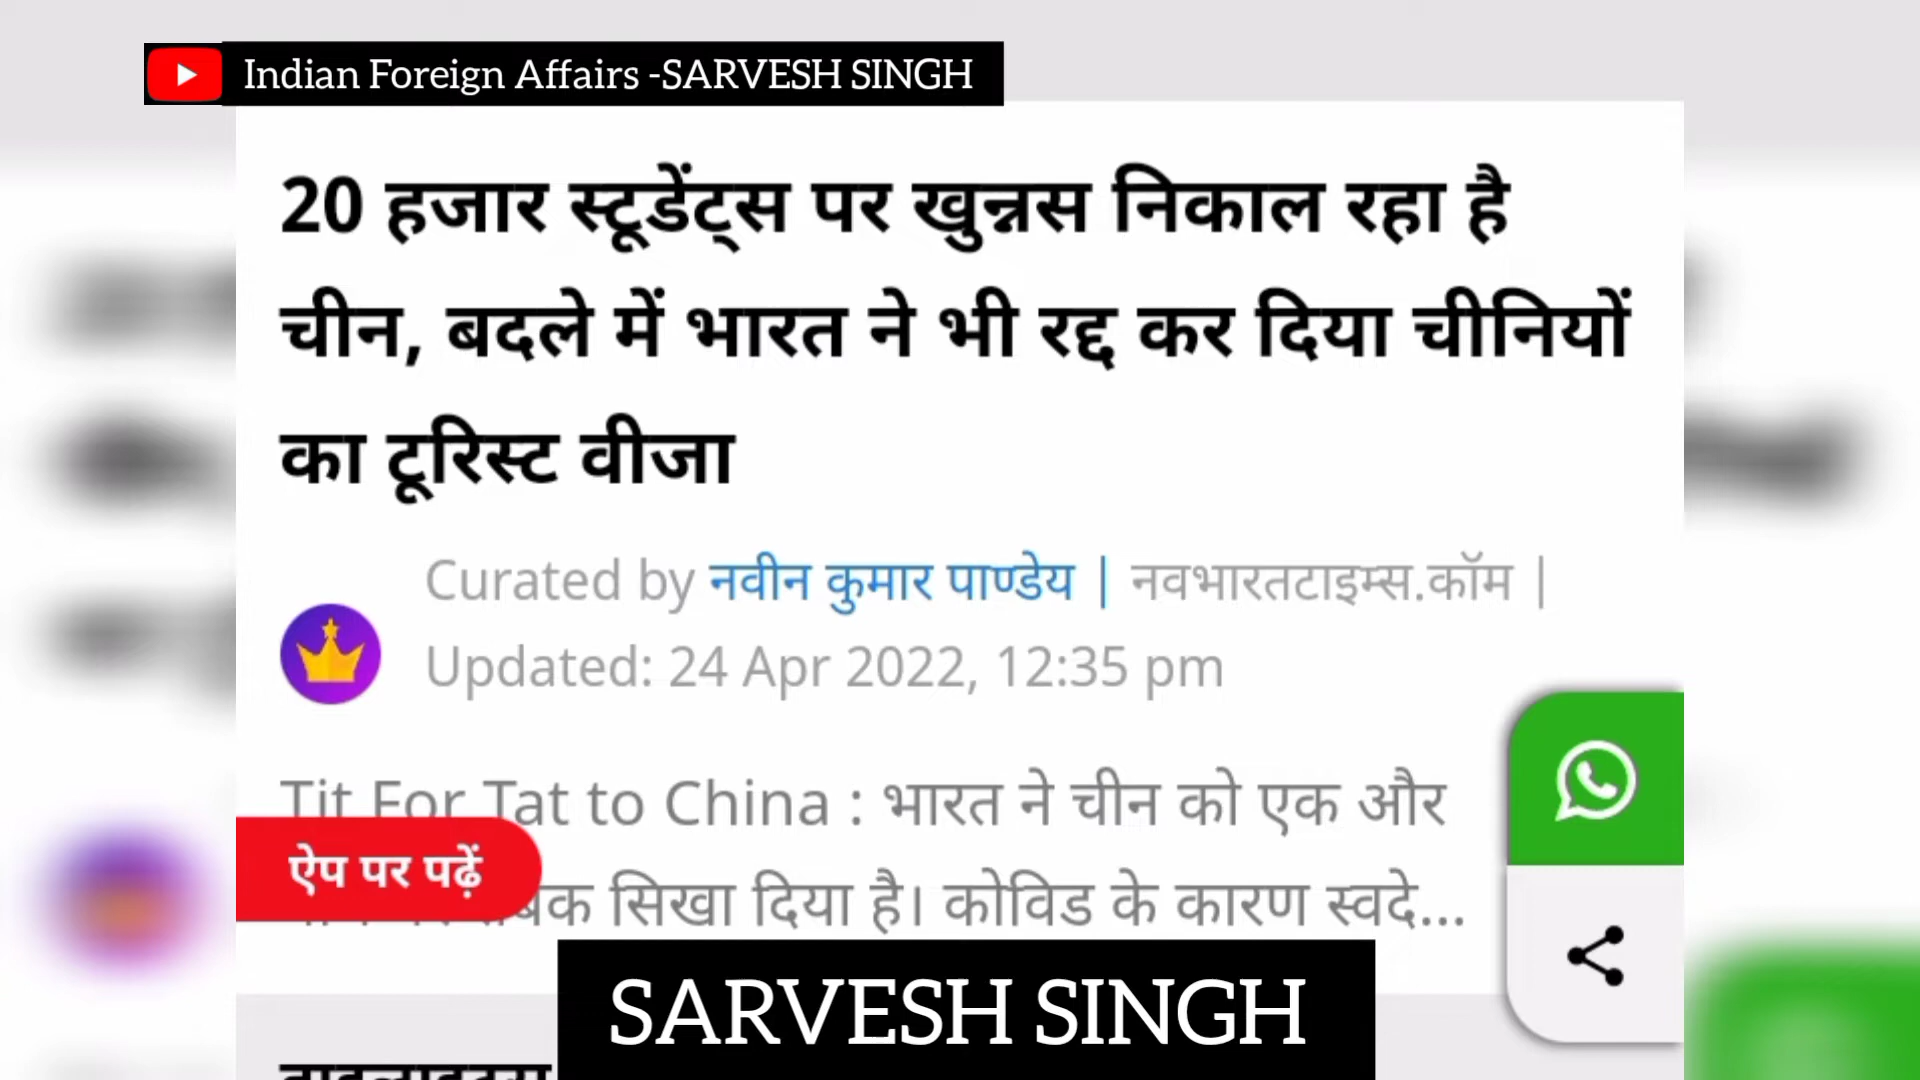 Indian Foreign Affairs -SARVESH SINGH
20 हजार स्टूडेंट्स पर खुन्नस निकाल रहा है
चीन, बदले में भारत ने भी रद्द कर दिया चीनियों
का टूरिस्ट वीजा
Curated by नवीन कुमार पाण्डेय | नवभारतटाइम्स.कॉम |
Updated: 24 Apr 2022, 12:35 pm
Tit For Tat to China : भारत ने चीन को एक और
सिखा दिया है। कोविड के कारण स्वदे...
ऐप पर पढ़ें
SARVESH SINGH